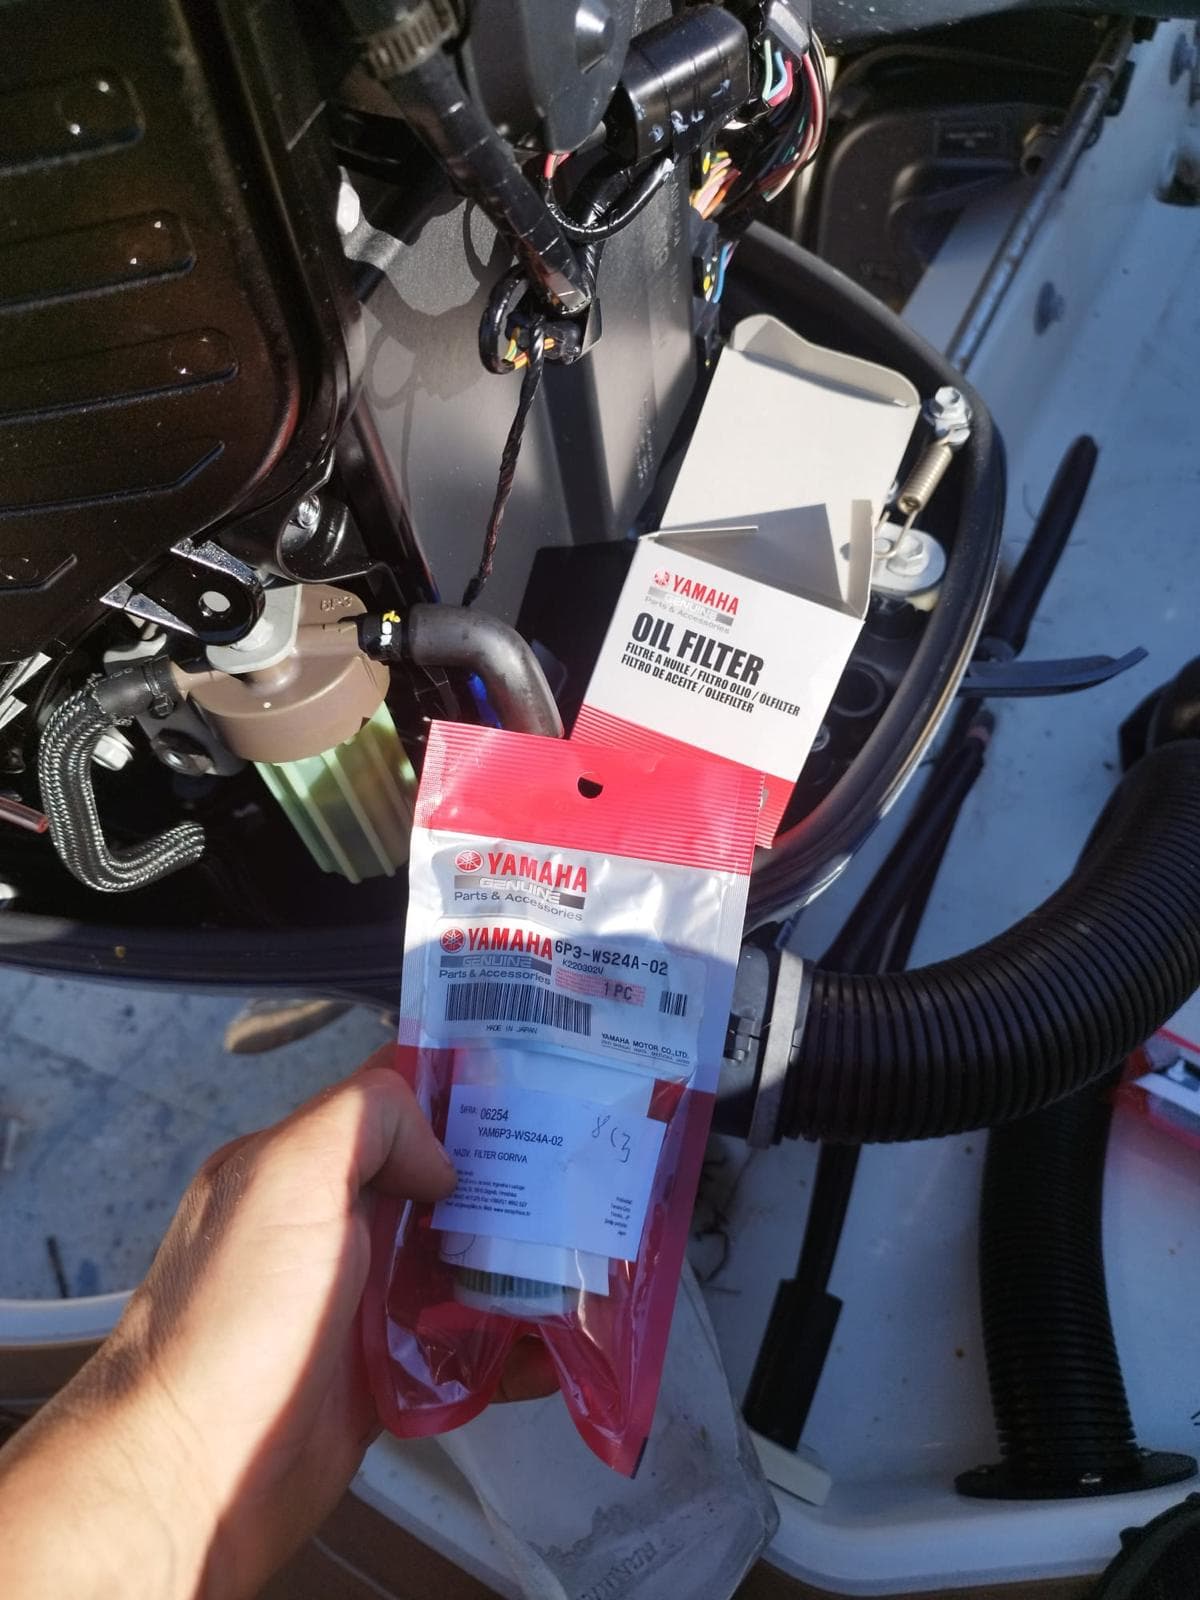 YAMAHA
GENUINE
Parts & Accessories
OIL FILTER
FILTRE A HUILE / FILTRO OLIO / ÖLFILTER
FILTRO DE ACEITE / OLIEFILTER
YAMAHA
GENUINE
Parts & Accessories
YAMAHA
GENUINE
Parts & Accessories
6P3-WS24A-02
K220302V
1 PC
MADE IN JAPAN
YAMAHA MOTOR CO.,LTD.
ŠIFRA: 06254
YAM6P3-WS24A-02
NAZIV: FILTER GORIVA